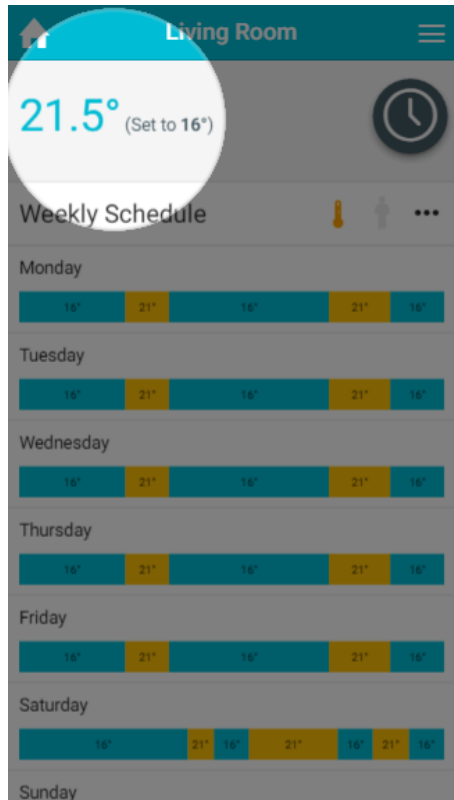 Living Room
21.5° (Set to 16°)
Weekly Schedule
Monday
16° 21° 16° 21° 16°
Tuesday
16° 21° 16° 21° 16°
Wednesday
16° 21° 16° 21° 16°
Thursday
16° 21° 16° 21° 16°
Friday
16° 21° 16° 21° 16°
Saturday
16° 21° 16° 21° 16° 21° 16°
Sunday